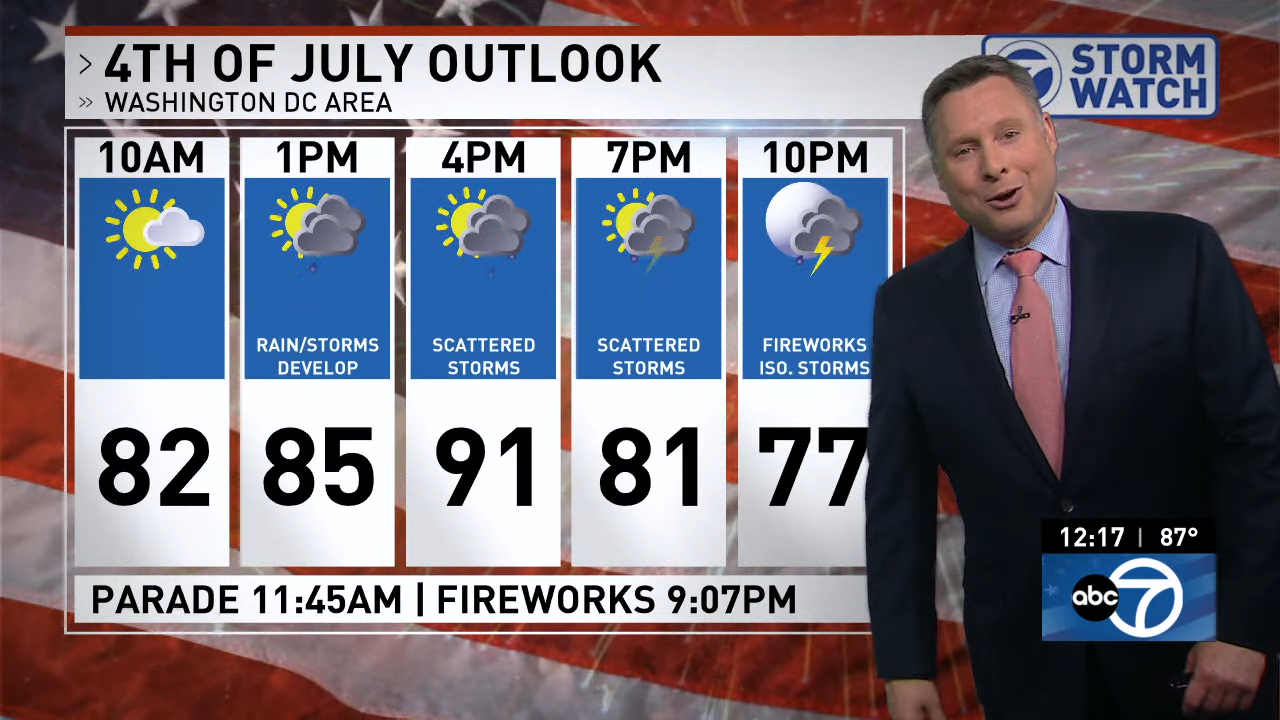 > 4TH OF JULY OUTLOOK
» WASHINGTON DC AREA
7 STORM
WATCH
10AM 1PM 4PM 7PM 10PM
RAIN/STORMS
DEVELOP
SCATTERED
STORMS
SCATTERED
STORMS
FIREWORKS
ISO. STORMS
82 85 91 81 77
PARADE 11:45AM | FIREWORKS 9:07PM
12:17 | 87°
abc 7